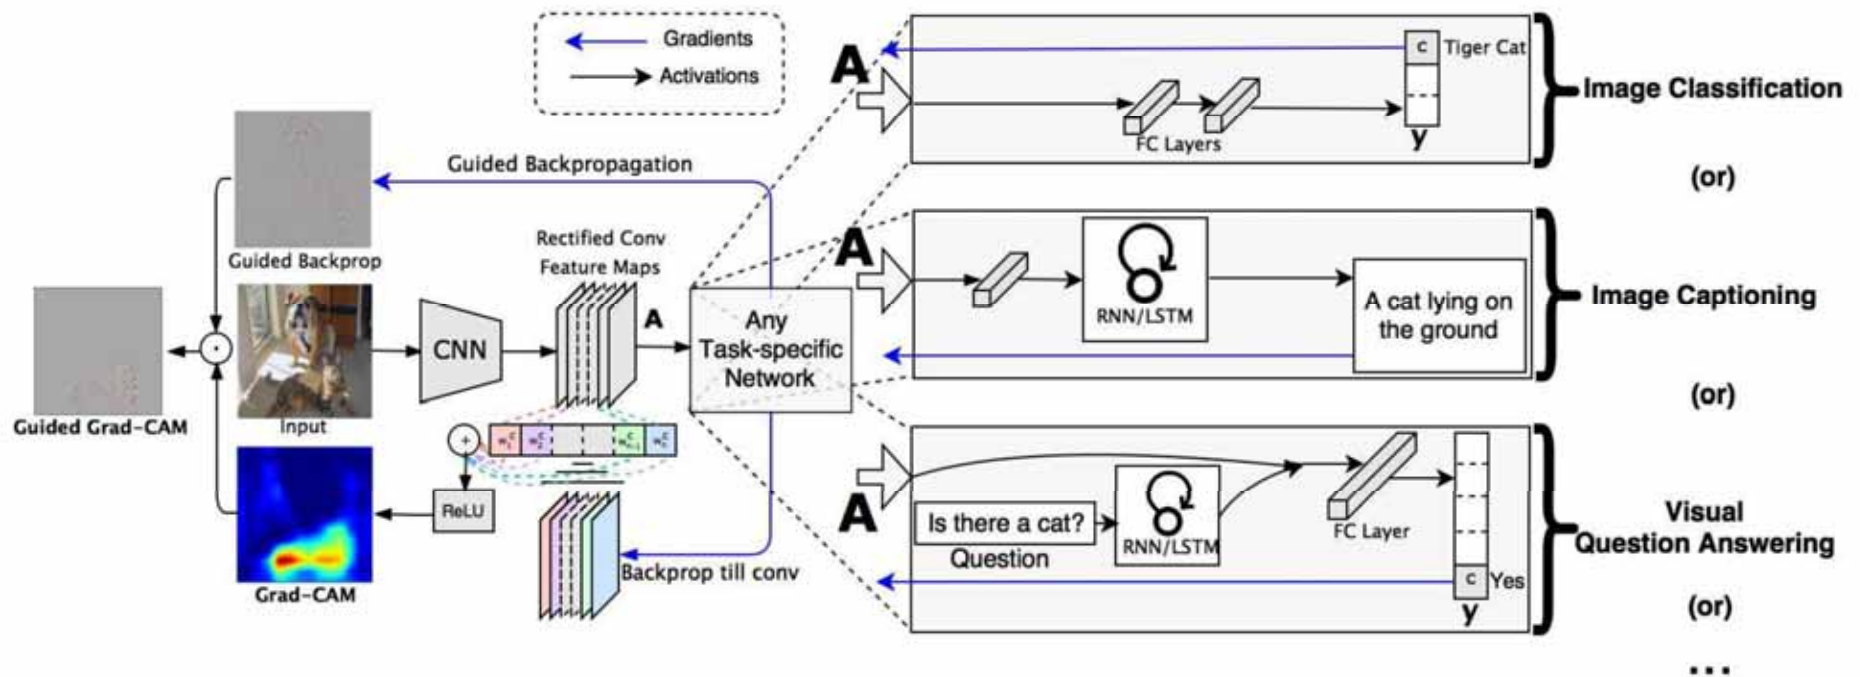 Gradients
Activations
A
c Tiger Cat
FC Layers
y
Image Classification
(or)
Guided Backpropagation
Guided Backprop
Rectified Conv
Feature Maps
A
Input
CNN
Any
Task-specific
Network
Guided Grad-CAM
A
RNN/LSTM
A cat lying on
the ground
Image Captioning
(or)
+
ReLU
Grad-CAM
Backprop till conv
A
Is there a cat?
Question
RNN/LSTM
FC Layer
c Yes
y
Visual
Question Answering
(or)
...